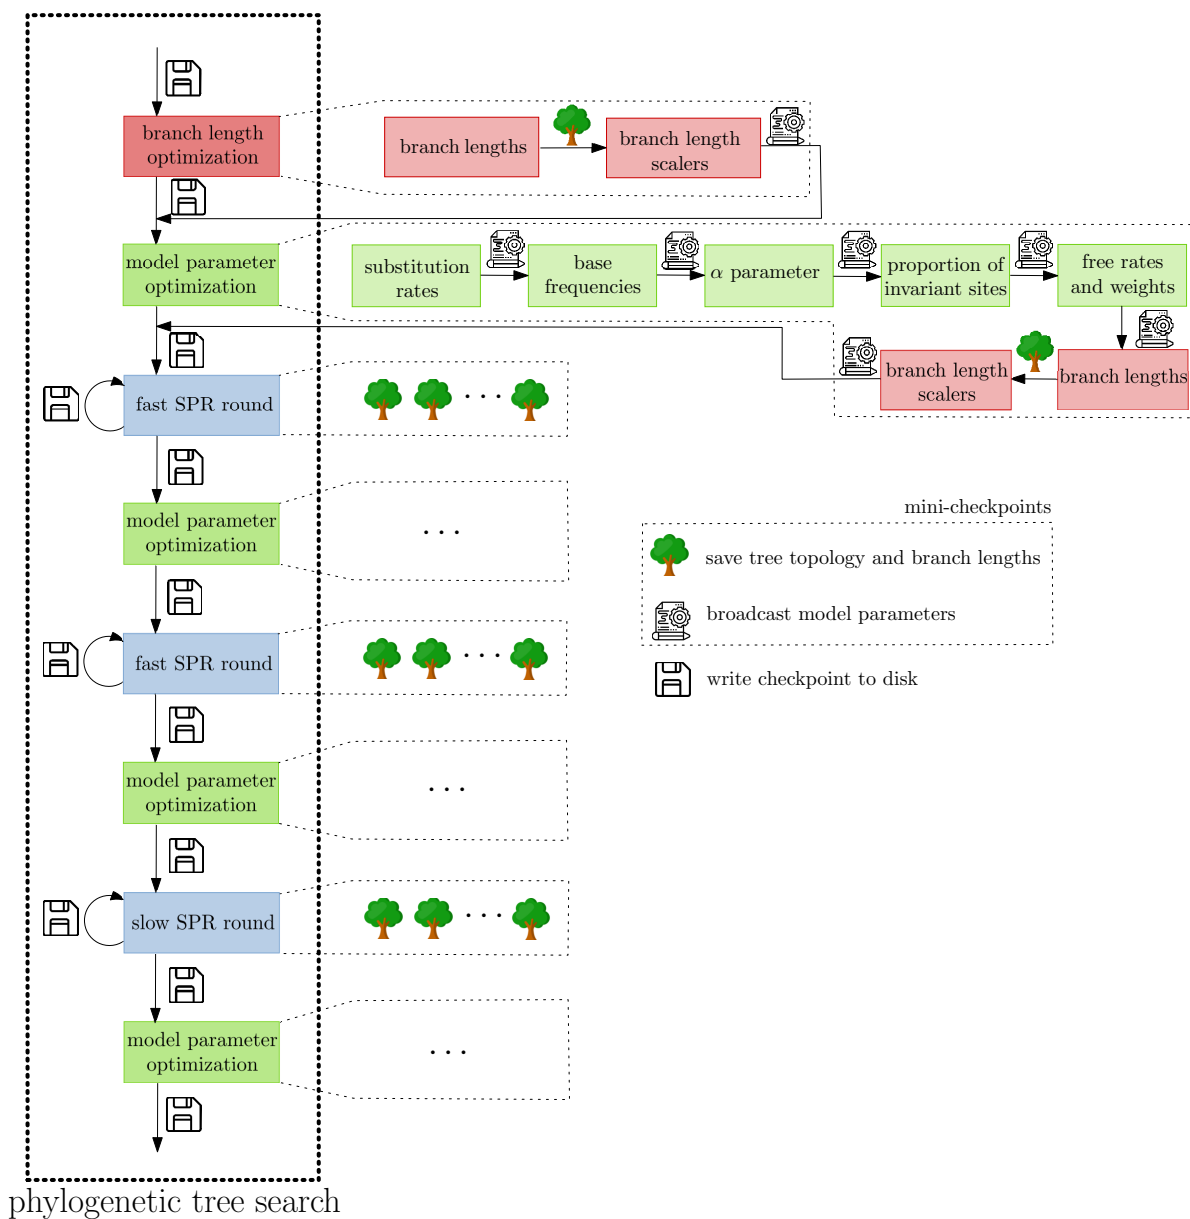 branch length
optimization
branch lengths
branch length
scalers
model parameter
optimization
substitution
rates
base
frequencies
α parameter
proportion of
invariant sites
free rates
and weights
branch length
scalers
branch lengths
fast SPR round
...
model parameter
optimization
...
mini-checkpoints
save tree topology and branch lengths
broadcast model parameters
write checkpoint to disk
fast SPR round
...
model parameter
optimization
...
slow SPR round
...
model parameter
optimization
...
phylogenetic tree search